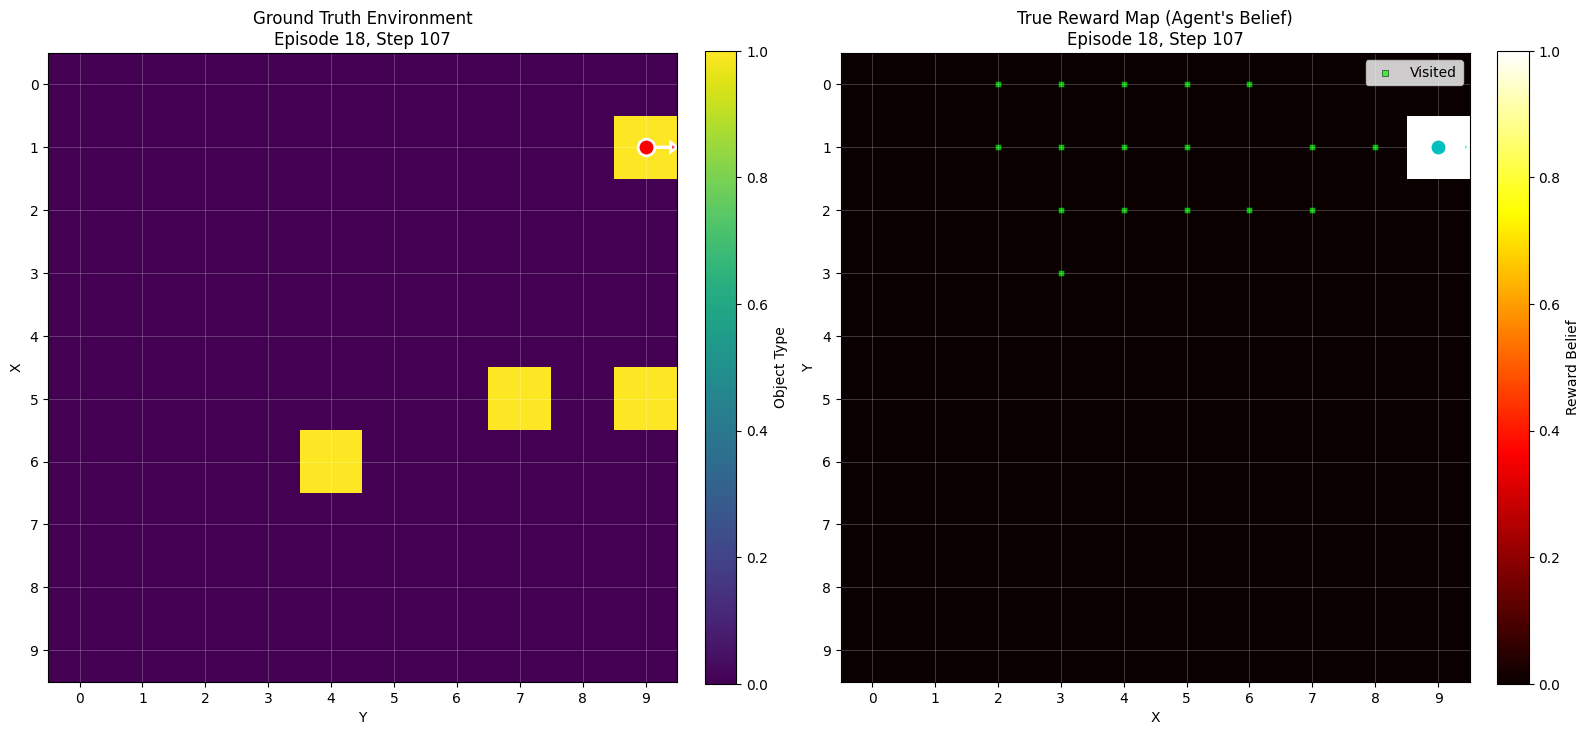 Ground Truth Environment
Episode 18, Step 107
0
1
2
3
4
5
6
7
8
9
X
0 1 2 3 4 5 6 7 8 9
Y
1.0
0.8
0.6
0.4
0.2
0.0
Object Type
True Reward Map (Agent's Belief)
Episode 18, Step 107
Visited
0
1
2
3
4
5
6
7
8
9
Y
0 1 2 3 4 5 6 7 8 9
X
1.0
0.8
0.6
0.4
0.2
0.0
Reward Belief